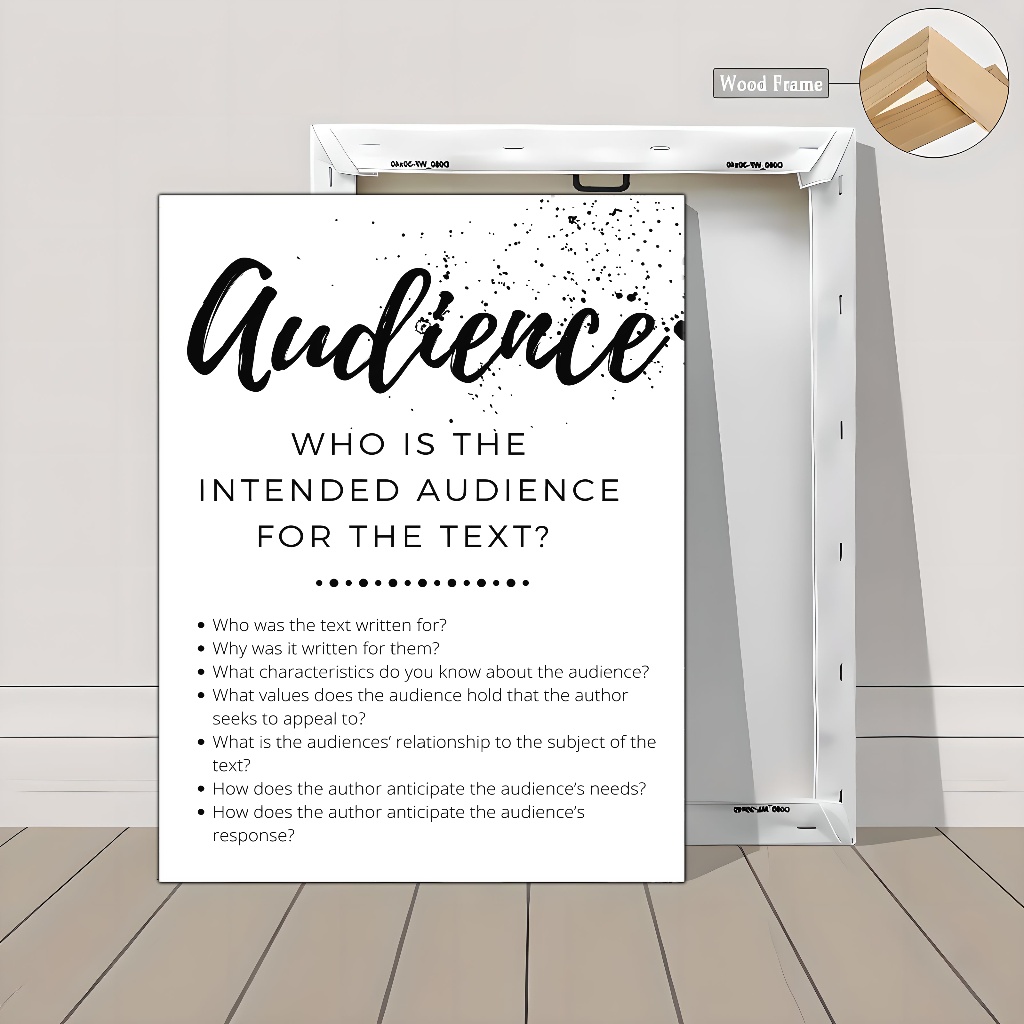 Wood Frame
Audience
WHO IS THE
INTENDED AUDIENCE
FOR THE TEXT?
• Who was the text written for?
• Why was it written for them?
• What characteristics do you know about the audience?
• What values does the audience hold that the author
seeks to appeal to?
• What is the audiences‘ relationship to the subject of the
text?
• How does the author anticipate the audience’s needs?
• How does the author anticipate the audience’s
response?